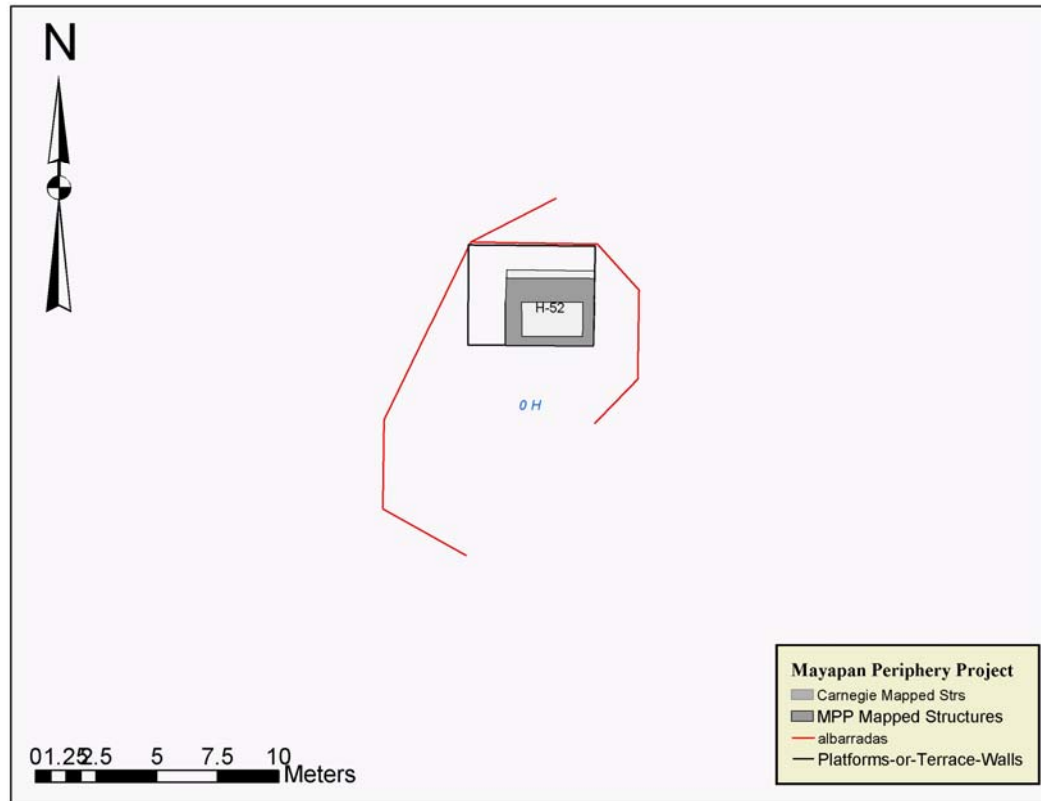 N
H-52
0 H
Mayapan Periphery Project
Carnegie Mapped Strs
MPP Mapped Structures
albarradas
Platforms-or-Terrace-Walls
0 1.25 2.5 5 7.5 10
Meters